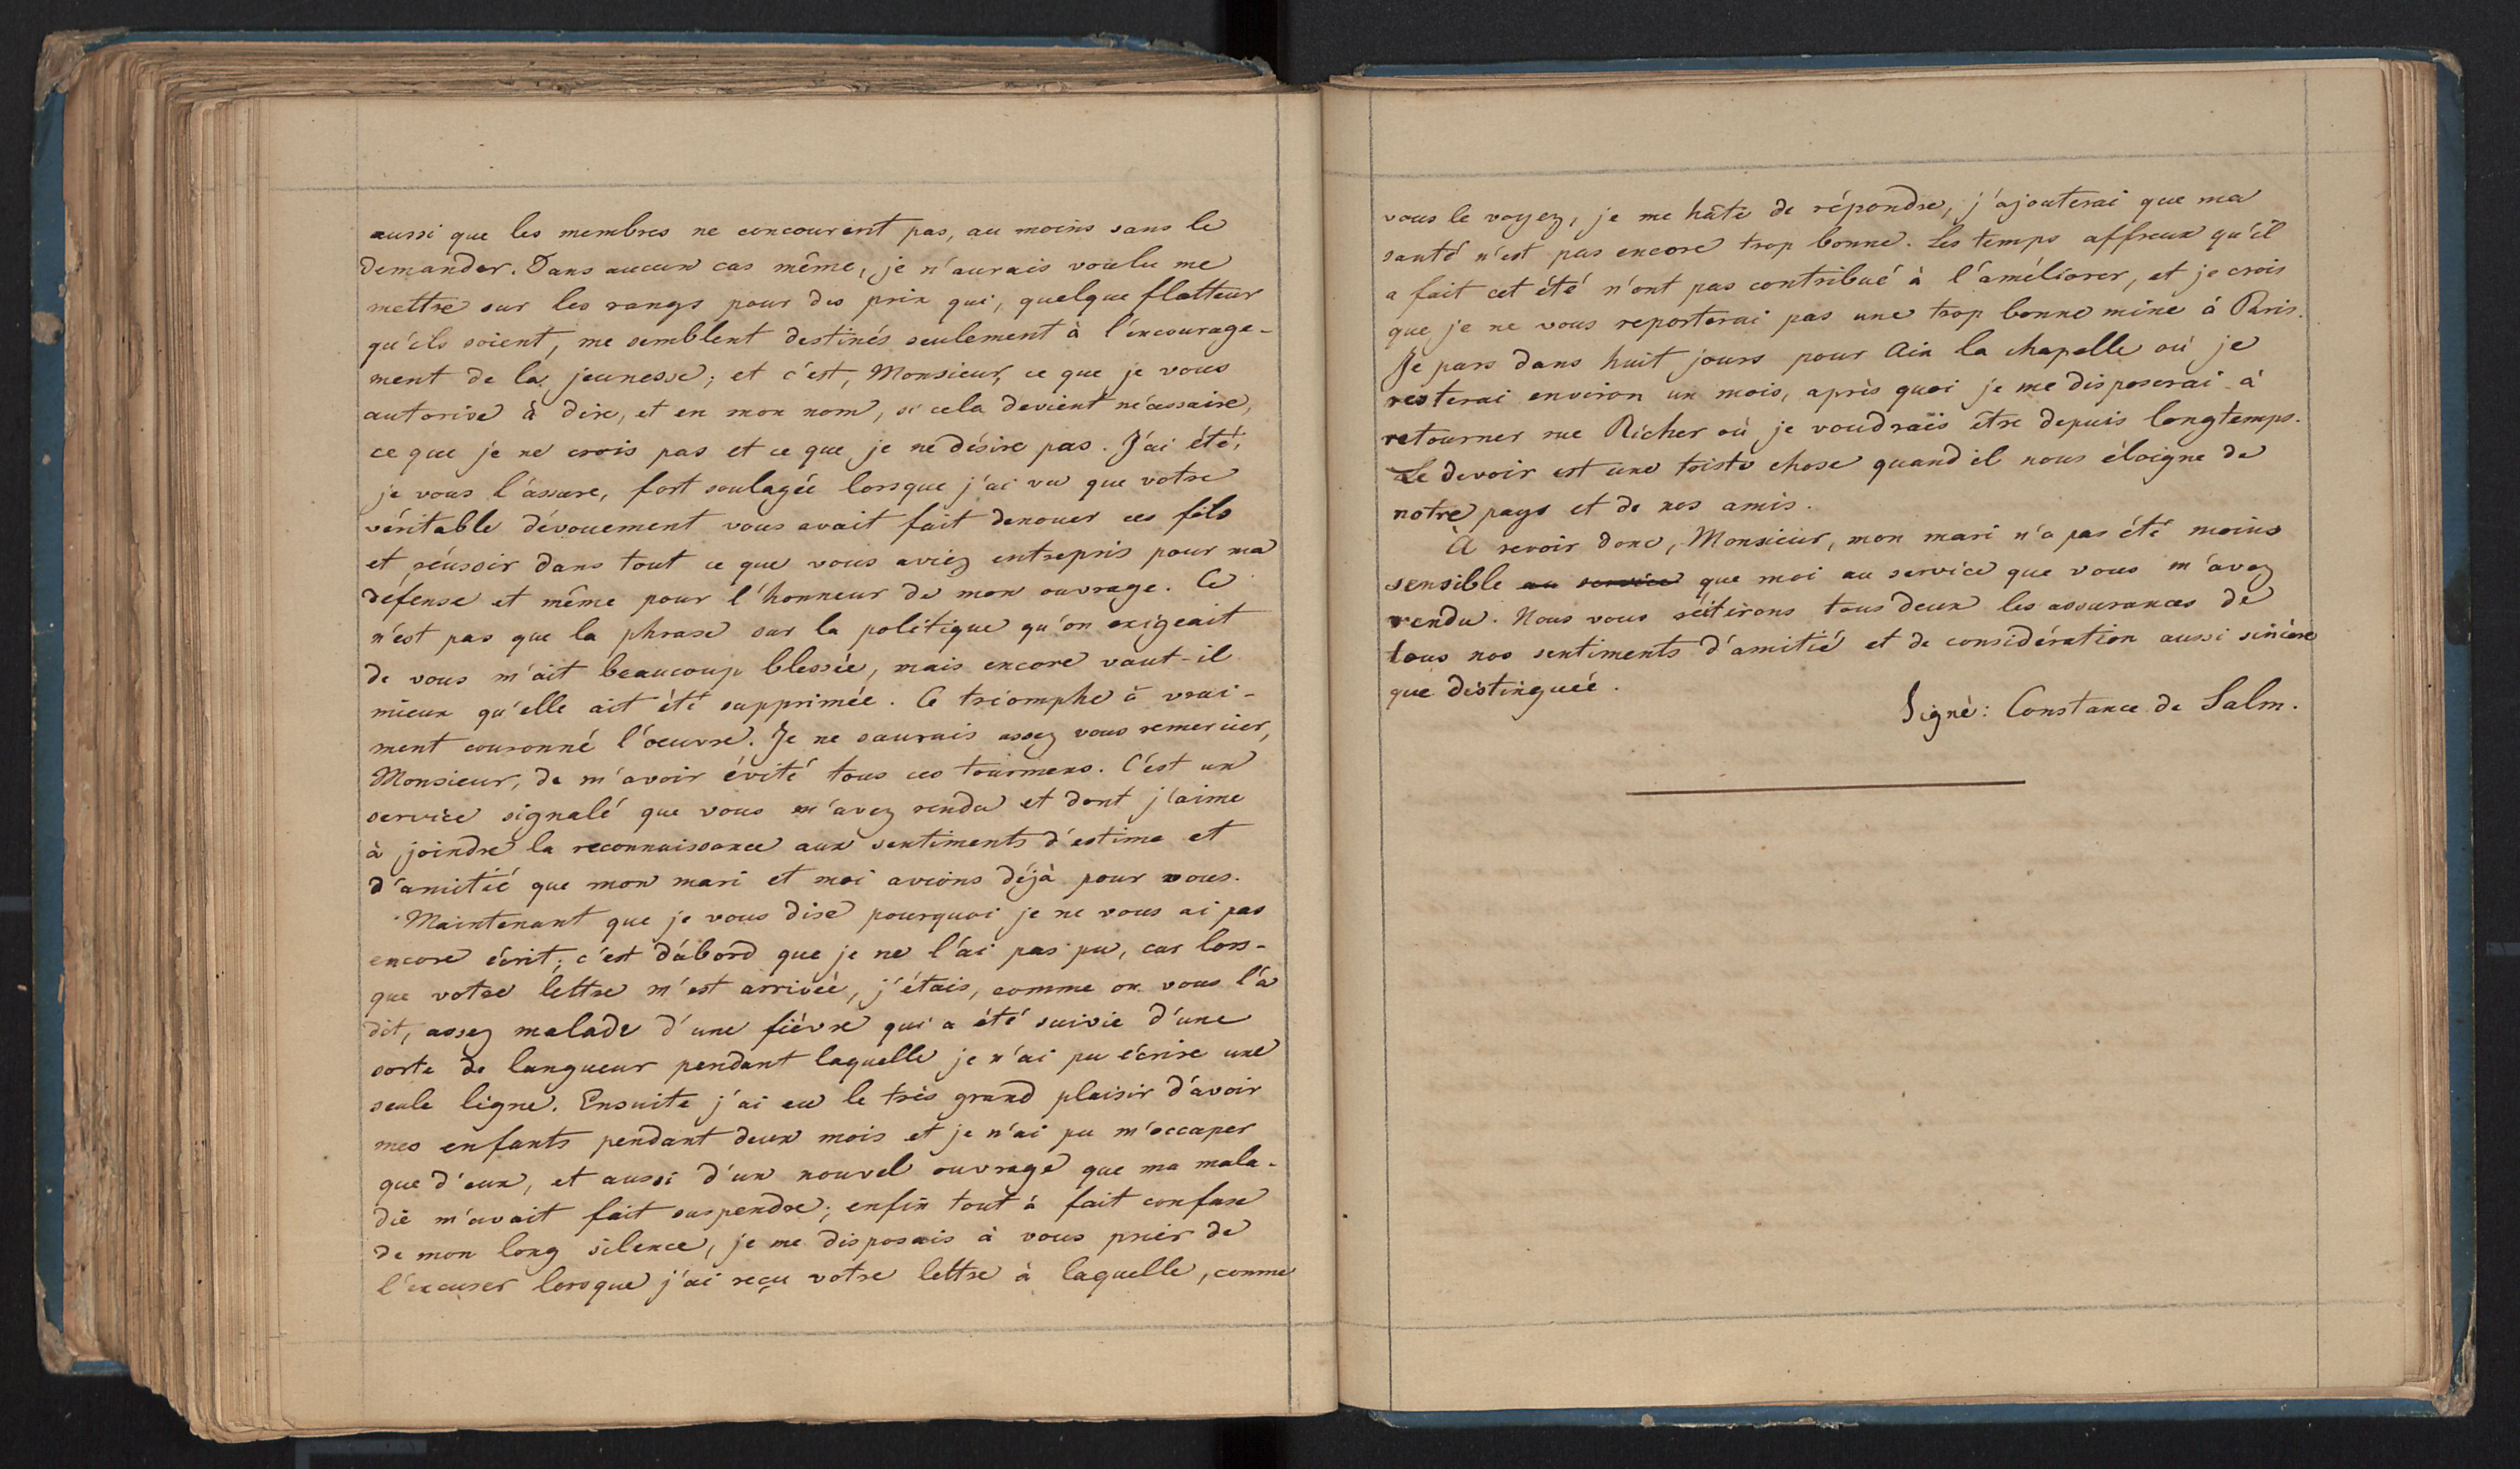 aussi que les membres ne concourent pas, au moins sans le
demander. Dans aucun cas même, je n'aurais voulu me
mettre sur les rangs pour des prix qui, quelque flatteur
qu'ils soient, me semblent destinés seulement à l'encourage-
ment de la jeunesse; et c'est, Monsieur, ce que je vous
autorise à dire, et en mon nom, si cela devient nécessaire,
ce que je ne crois pas et ce que je ne désire pas. J'ai été,
je vous l'assure, fort soulagée lorsque j'ai vu que votre
véritable dévouement vous avait fait denouer ces fils
et réussir dans tout ce que vous aviez entrepris pour ma
défense et même pour l'honneur de mon ouvrage. Ce
n'est pas que la phrase sur la politique qu'on exigeait
de vous m'ait beaucoup blessée, mais encore vaut-il
mieux qu'elle ait été supprimée. Ce triomphe à vrai-
ment couronné l'oeuvre. Je ne saurais assez vous remercier,
Monsieur, de m'avoir évité tous ces tourmens. C'est un
service signalé que vous m'avez rendu et dont j'aime
à joindre la reconnaissance aux sentiments d'estime et
d'amitié que mon mari et moi avions déjà pour vous.
Maintenant que je vous dise pourquoi je ne vous ai pas
encore écrit; c'est d'abord que je ne l'ai pas pu, car lors-
que votre lettre m'est arrivée, j'étais, comme on vous l'a
dit, assez malade d'une fièvre qui a été suivie d'une
sorte de langueur pendant laquelle je n'ai pu écrire une
seule ligne. Ensuite j'ai eu le très grand plaisir d'avoir
mes enfants pendant deux mois et je n'ai pu m'occuper
que d'eux, et aussi d'un nouvel ouvrage que ma mala-
die m'avait fait suspendre; enfin tout à fait confuse
de mon long silence, je me disposais à vous prier de
l'excuser lorsque j'ai reçu votre lettre à laquelle, comme
vous le voyez, je me hâte de répondre, j'ajouterai que ma
santé n'est pas encore trop bonne. Les temps affreux qu'il
a fait cet été n'ont pas contribué à l'améliorer, et je crois
que je ne vous reporterai pas une trop bonne mine à Paris.
Je pars dans huit jours pour Aix la chapelle où je
resterai environ un mois, après quoi je me disposerai à
retourner rue Richer où je voudrais être depuis longtemps.
Le devoir est une triste chose quand il nous éloigne de
notre pays et de nos amis.
À revoir donc, Monsieur, mon mari n'a pas été moins
sensible au service que moi au service que vous m'avez
rendu. Nous vous réitérons tous deux les assurances de
tous nos sentiments d'amitié et de considération aussi sincère
que distinguée.
Signé: Constance de Salm.